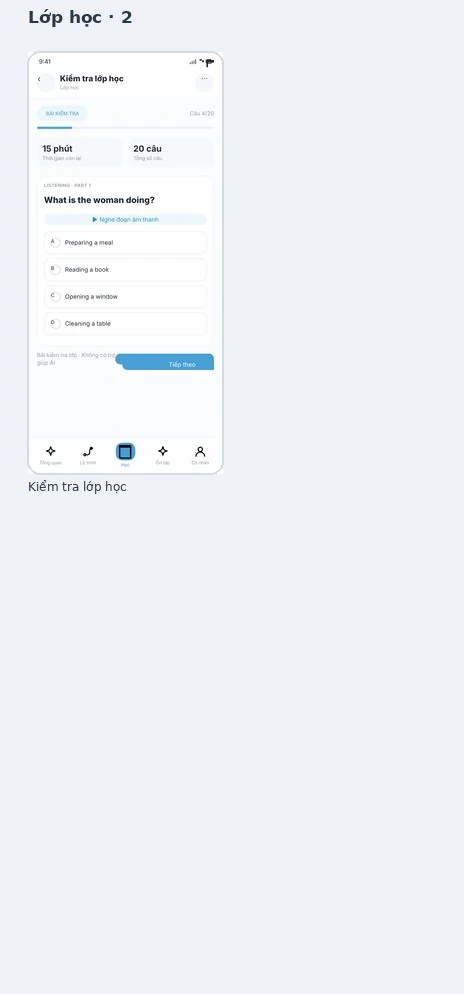 Lớp học · 2
9:41
Kiểm tra lớp học
Lớp học
BÀI KIỂM TRA
Câu 4/20
15 phút
Thời gian còn lại
20 câu
Tổng số câu
LISTENING · PART 1
What is the woman doing?
▶ Nghe đoạn âm thanh
A Preparing a meal
B Reading a book
C Opening a window
D Cleaning a table
Bài kiểm tra lớp · Không có trợ
giúp AI
Tiếp theo
Tổng quan
Lộ trình
Học
Ôn tập
Cá nhân
Kiểm tra lớp học